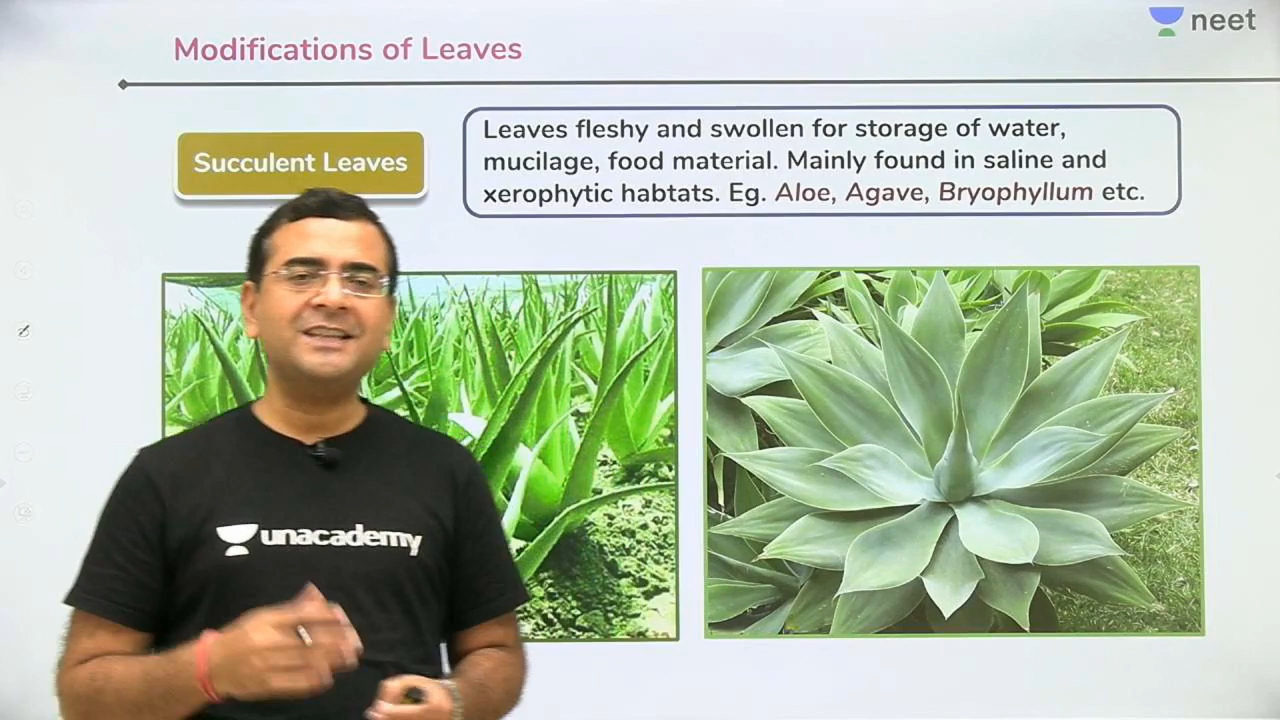 neet
Modifications of Leaves
Succulent Leaves
Leaves fleshy and swollen for storage of water,
mucilage, food material. Mainly found in saline and
xerophytic habtats. Eg. Aloe, Agave, Bryophyllum etc.
unacademy